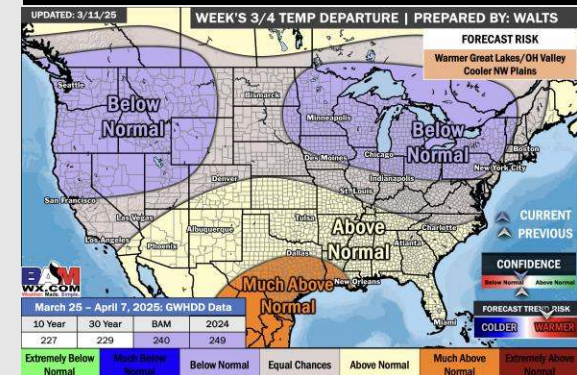 UPDATED: 3/11/25
WEEK'S 3/4 TEMP DEPARTURE | PREPARED BY: WALTS
FORECAST RISK
Warmer Great Lakes/OH Valley
Cooler NW Plains
Seattle
Below
Normal
Bismarck
Minneapolis
Below
Normal
Boston
New York City
Des Moines
Chicago
Indianapolis
Denver
St. Louis
San Francisco
Las Vegas
Los Angeles
Phoenix
Albuquerque
Tulsa
Above
Normal
Charlotte
Atlanta
Dallas
Much Above
Normal
New Orleans
Miami
CURRENT
PREVIOUS
CONFIDENCE
Below Normal Above Normal
FORECAST TREND RISK
COLDER WARMER
BAM
WX.COM
Weather. Made. Simple.
March 25 – April 7, 2025: GWHDD Data
10 Year 30 Year BAM 2024
227 229 240 249
Extremely Below Normal
Much Below Normal
Below Normal
Equal Chances
Above Normal
Much Above Normal
Extremely Above Normal